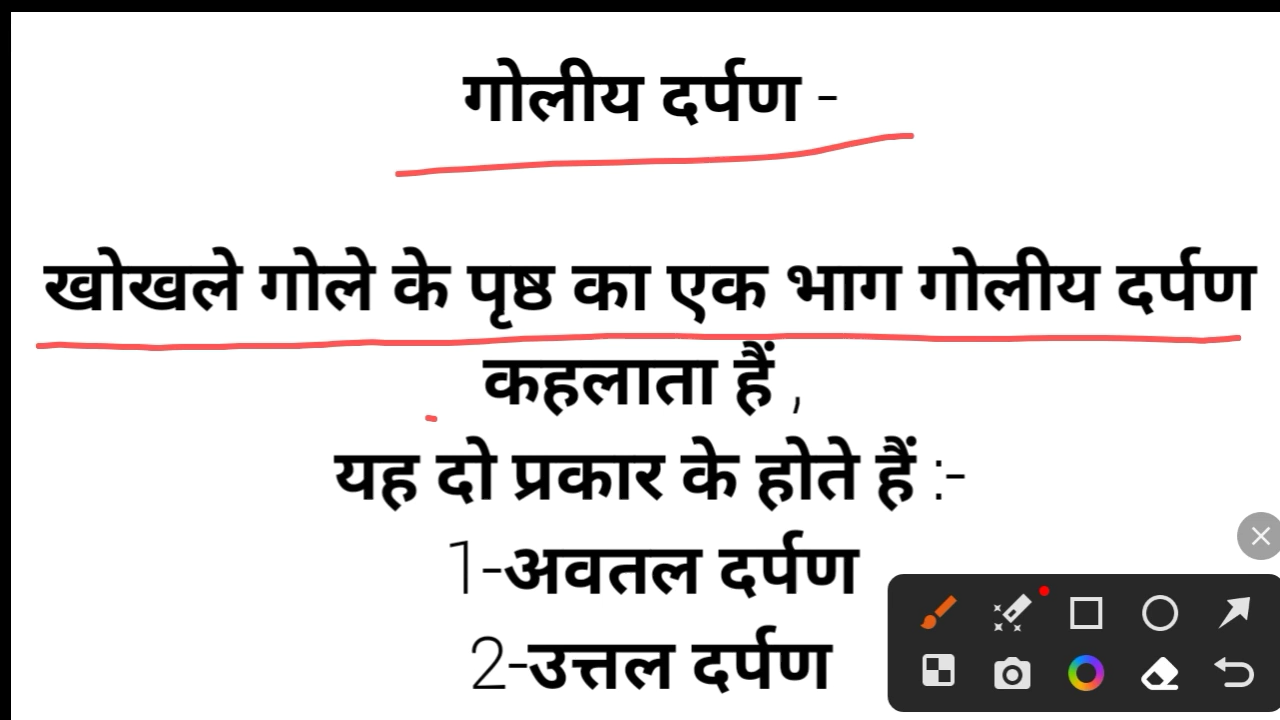 गोलीय दर्पण -
खोखले गोले के पृष्ठ का एक भाग गोलीय दर्पण
कहलाता हैं ,
यह दो प्रकार के होते हैं :-
1-अवतल दर्पण
2-उत्तल दर्पण